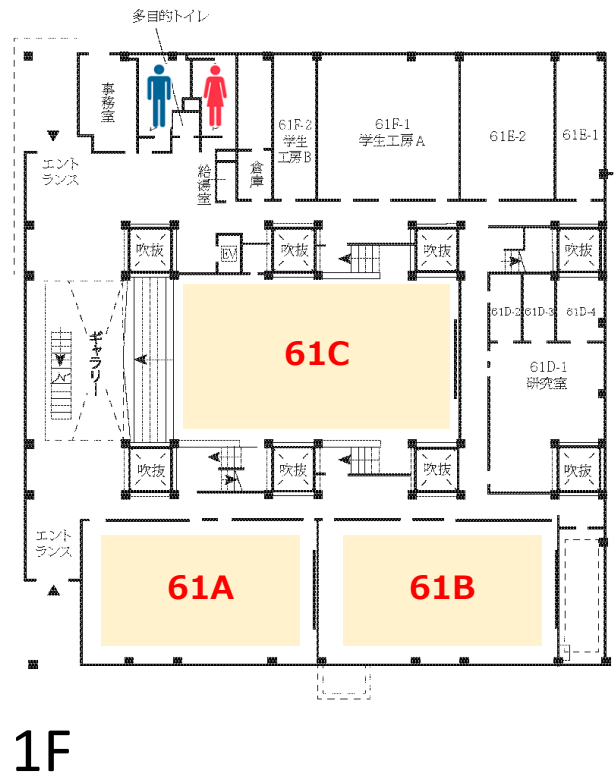 多目的トイレ
事務室
61F-2
学生
工房B
61F-1
学生工房A
61E-2
61E-1
エント
ランス
給湯室
倉庫
吹抜
EV
吹抜
吹抜
吹抜
61D-2
61D-3
61D-4
ギャラリー
61C
61D-1
研究室
吹抜
吹抜
吹抜
吹抜
エント
ランス
61A
61B
1F